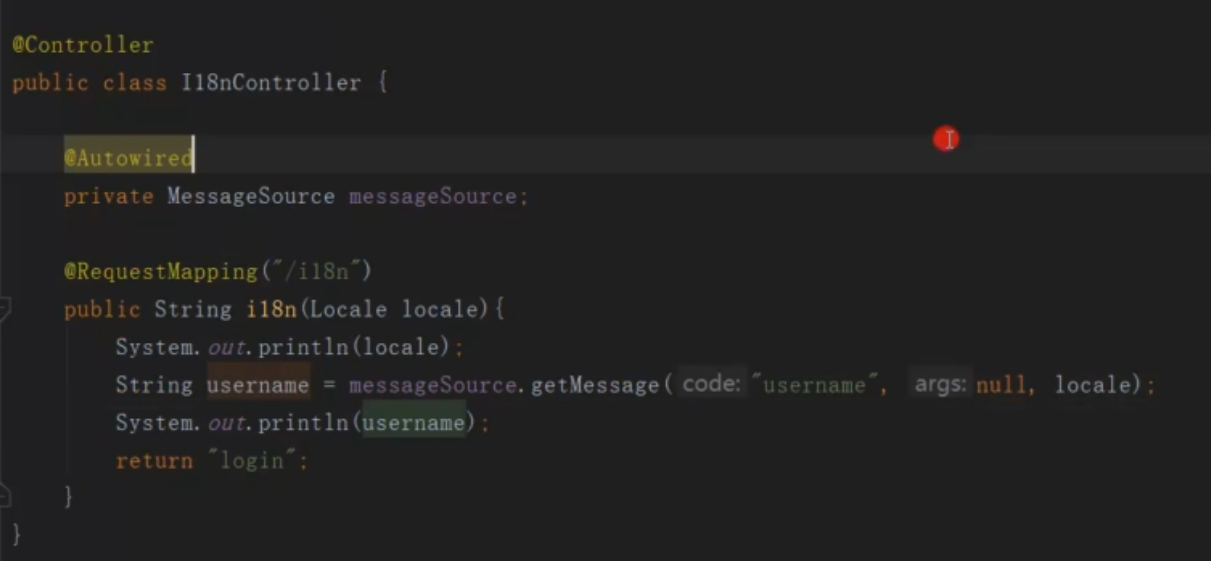 @Controller
public class I18nController {
@Autowired
private MessageSource messageSource;
@RequestMapping("/i18n")
public String i18n(Locale locale){
System.out.println(locale);
String username = messageSource.getMessage( code: "username", args: null, locale);
System.out.println(username);
return "login";
}
}